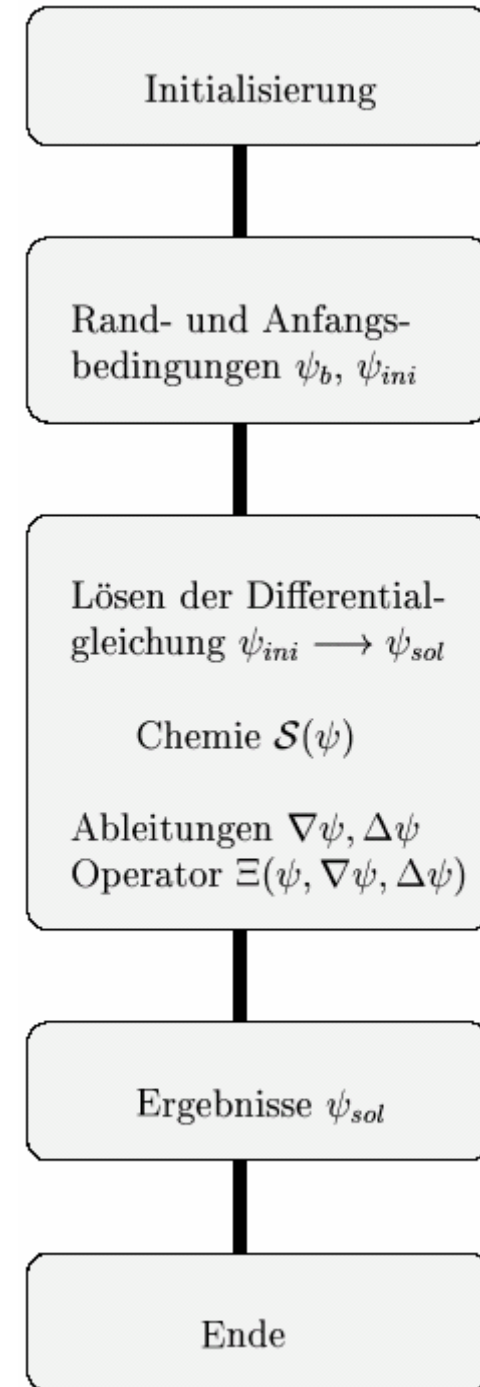 Initialisierung
Rand- und Anfangs-
bedingungen ψ_b, ψ_ini
Lösen der Differential-
gleichung ψ_ini ⟶ ψ_sol
Chemie 𝒮(ψ)
Ableitungen ∇ψ, Δψ
Operator Ξ(ψ, ∇ψ, Δψ)
Ergebnisse ψ_sol
Ende